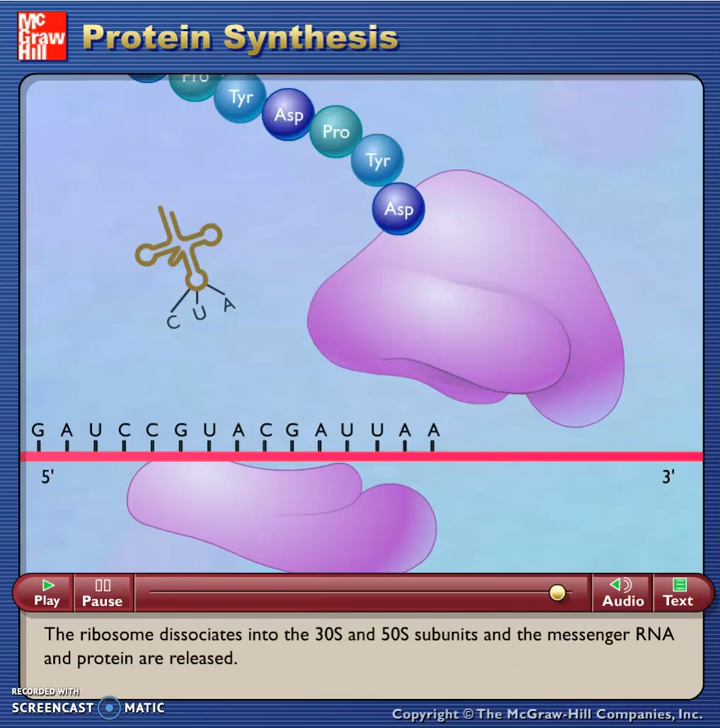 Mc
Graw
Hill
Protein Synthesis
Pro
Tyr
Asp
Pro
Tyr
Asp
C U A
G A U C C G U A C G A U U A A
5' 3'
Play Pause Audio Text
The ribosome dissociates into the 30S and 50S subunits and the messenger RNA
and protein are released.
RECORDED WITH
SCREENCAST MATIC
Copyright © The McGraw-Hill Companies, Inc.